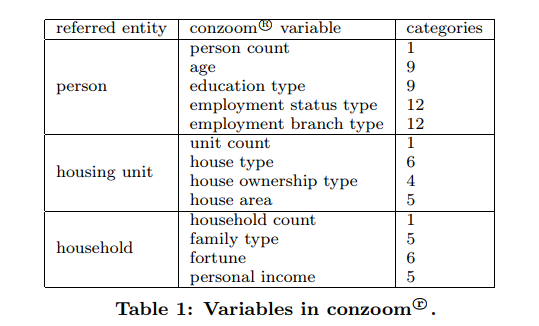 referred entity conzoom® variable categories
person count 1
age 9
person education type 9
employment status type 12
employment branch type 12
unit count 1
housing unit house type 6
house ownership type 4
house area 5
household count 1
household family type 5
fortune 6
personal income 5
Table 1: Variables in conzoomⓡ.